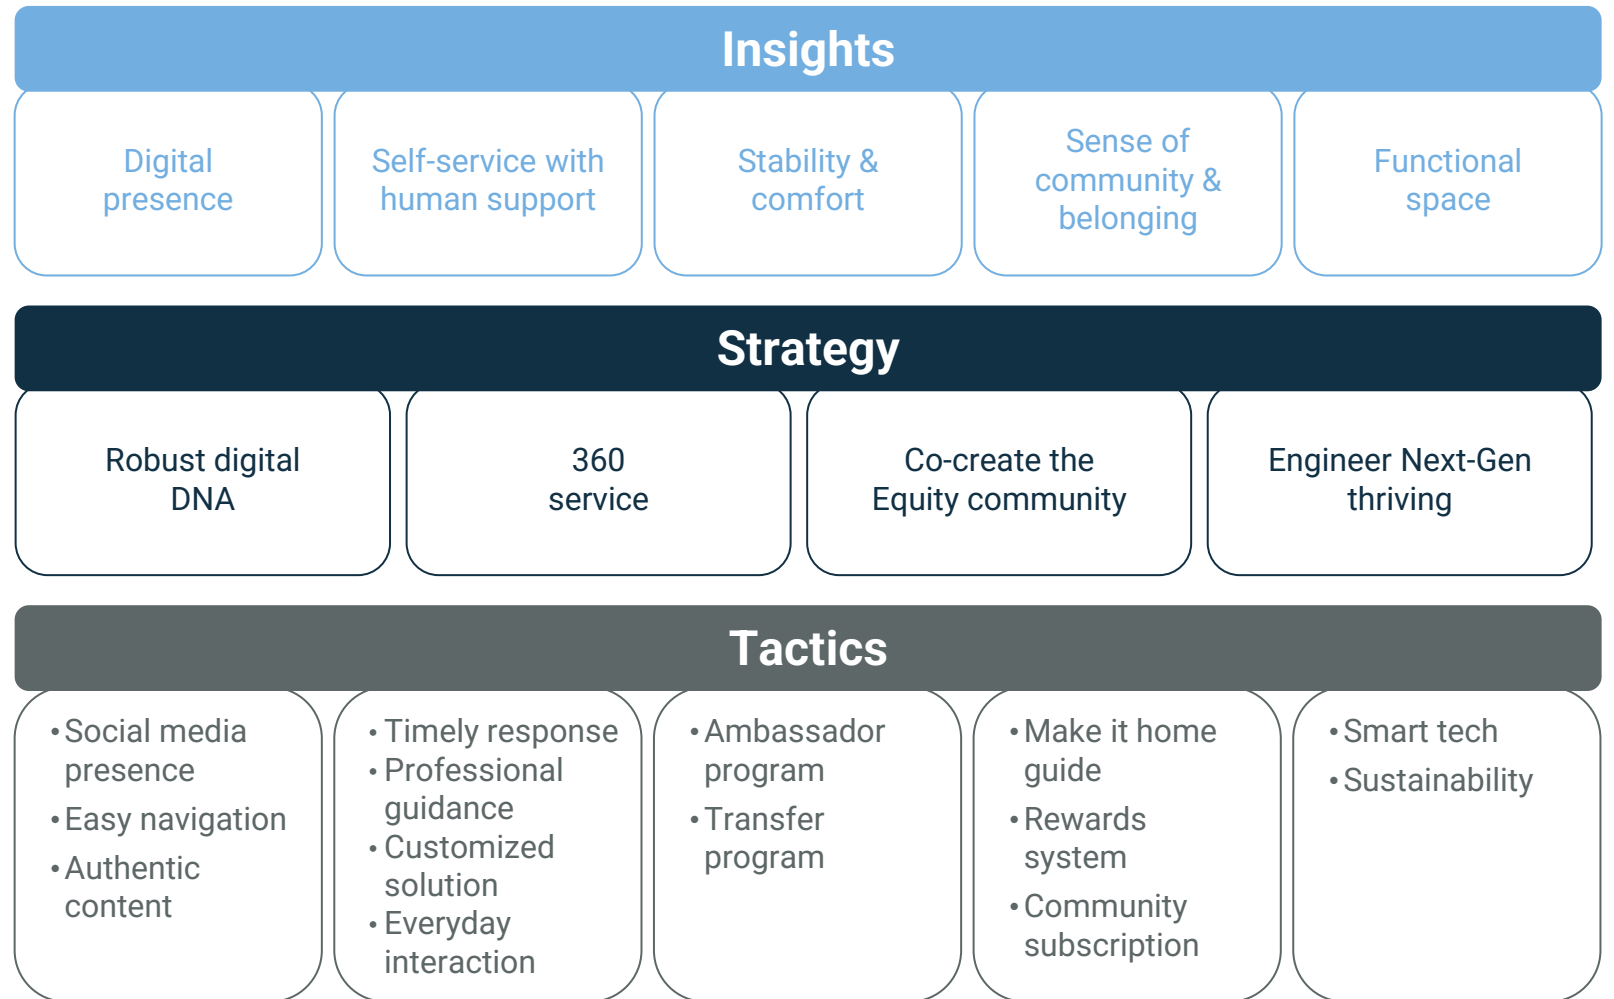 Insights
Digital
presence
Self-service with
human support
Stability &
comfort
Sense of
community &
belonging
Functional
space
Strategy
Robust digital
DNA
360
service
Co-create the
Equity community
Engineer Next-Gen
thriving
Tactics
•Social media
presence
•Easy navigation
•Authentic
content
•Timely response
•Professional
guidance
•Customized
solution
•Everyday
interaction
•Ambassador
program
•Transfer
program
•Make it home
guide
•Rewards
system
•Community
subscription
•Smart tech
•Sustainability